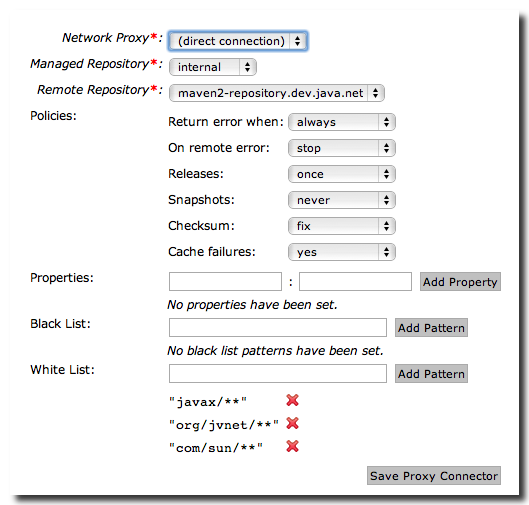 Network Proxy*: (direct connection)
Managed Repository*: internal
Remote Repository*: maven2-repository.dev.java.net
Policies: Return error when: always
On remote error: stop
Releases: once
Snapshots: never
Checksum: fix
Cache failures: yes
Properties: : Add Property
No properties have been set.
Black List: Add Pattern
No black list patterns have been set.
White List: Add Pattern
"javax/**"
"org/jvnet/**"
"com/sun/**"
Save Proxy Connector